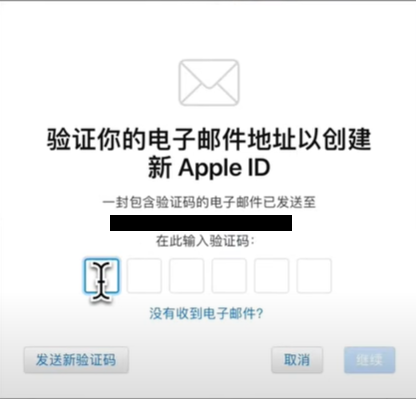 验证你的电子邮件地址以创建
新 Apple ID
一封包含验证码的电子邮件已发送至
在此输入验证码：
没有收到电子邮件？
发送新验证码
取消
继续